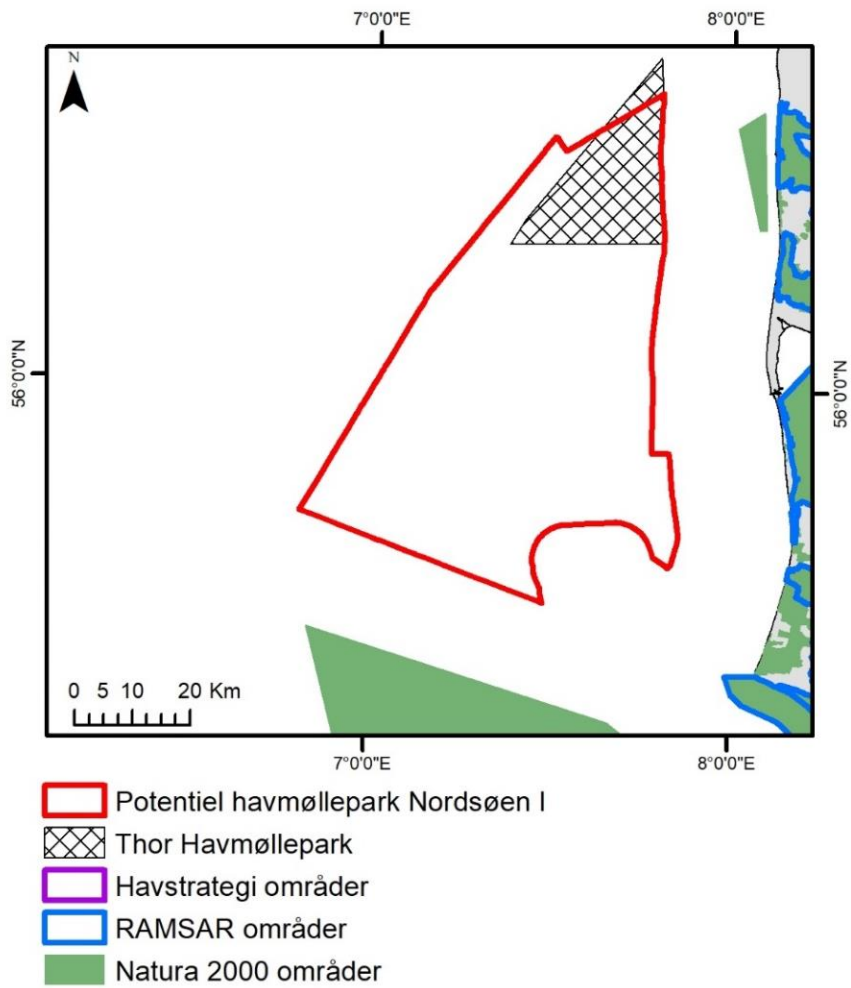 7°0'0"E 8°0'0"E
N
56°0'0"N 56°0'0"N
0 5 10 20 Km
7°0'0"E 8°0'0"E
Potentiel havmøllepark Nordsøen I
Thor Havmøllepark
Havstrategi områder
RAMSAR områder
Natura 2000 områder